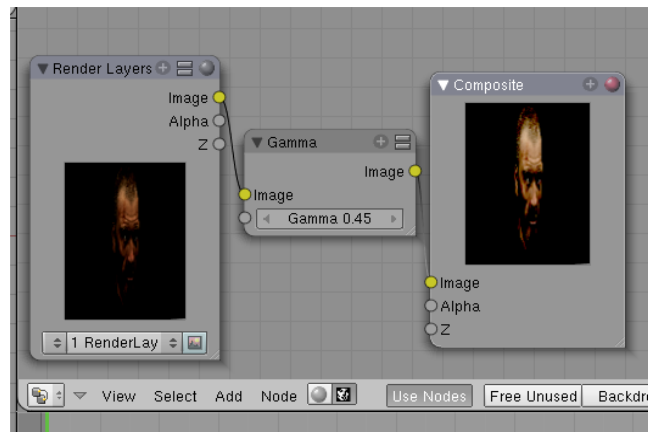 Render Layers
Image
Alpha
Z
1 RenderLay
Gamma
Image
Image
Gamma 0.45
Composite
Image
Alpha
Z
View Select Add Node Use Nodes Free Unused Backdr